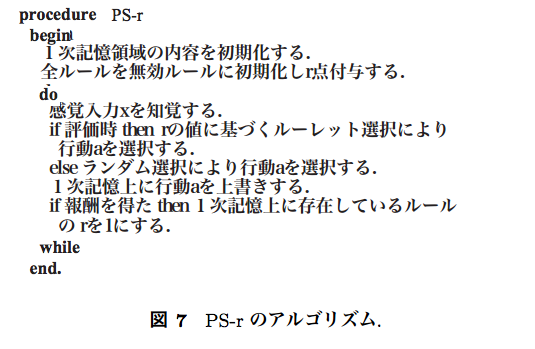 procedure PS-r
begin
1次記憶領域の内容を初期化する.
全ルールを無効ルールに初期化しr点付与する.
do
感覚入力xを知覚する.
if 評価時 then rの値に基づくルーレット選択により
行動aを選択する.
else ランダム選択により行動aを選択する.
1次記憶上に行動aを上書きする.
if 報酬を得た then 1次記憶上に存在しているルール
の rを1にする.
while
end.
図 7 PS-r のアルゴリズム.